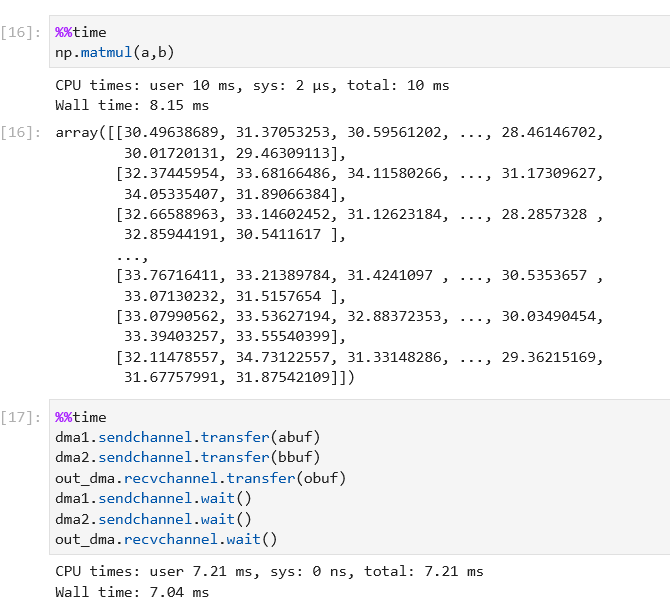 [16]: %%time
np.matmul(a,b)
CPU times: user 10 ms, sys: 2 µs, total: 10 ms
Wall time: 8.15 ms
[16]: array([[30.49638689, 31.37053253, 30.59561202, ..., 28.46146702,
30.01720131, 29.46309113],
[32.37445954, 33.68166486, 34.11580266, ..., 31.17309627,
34.05335407, 31.89066384],
[32.66588963, 33.14602452, 31.12623184, ..., 28.2857328 ,
32.85944191, 30.5411617 ],
...,
[33.76716411, 33.21389784, 31.4241097 , ..., 30.5353657 ,
33.07130232, 31.5157654 ],
[33.07990562, 33.53627194, 32.88372353, ..., 30.03490454,
33.39403257, 33.55540399],
[32.11478557, 34.73122557, 31.33148286, ..., 29.36215169,
31.67757991, 31.87542109]])
[17]: %%time
dma1.sendchannel.transfer(abuf)
dma2.sendchannel.transfer(bbuf)
out_dma.recvchannel.transfer(obuf)
dma1.sendchannel.wait()
dma2.sendchannel.wait()
out_dma.recvchannel.wait()
CPU times: user 7.21 ms, sys: 0 ns, total: 7.21 ms
Wall time: 7.04 ms